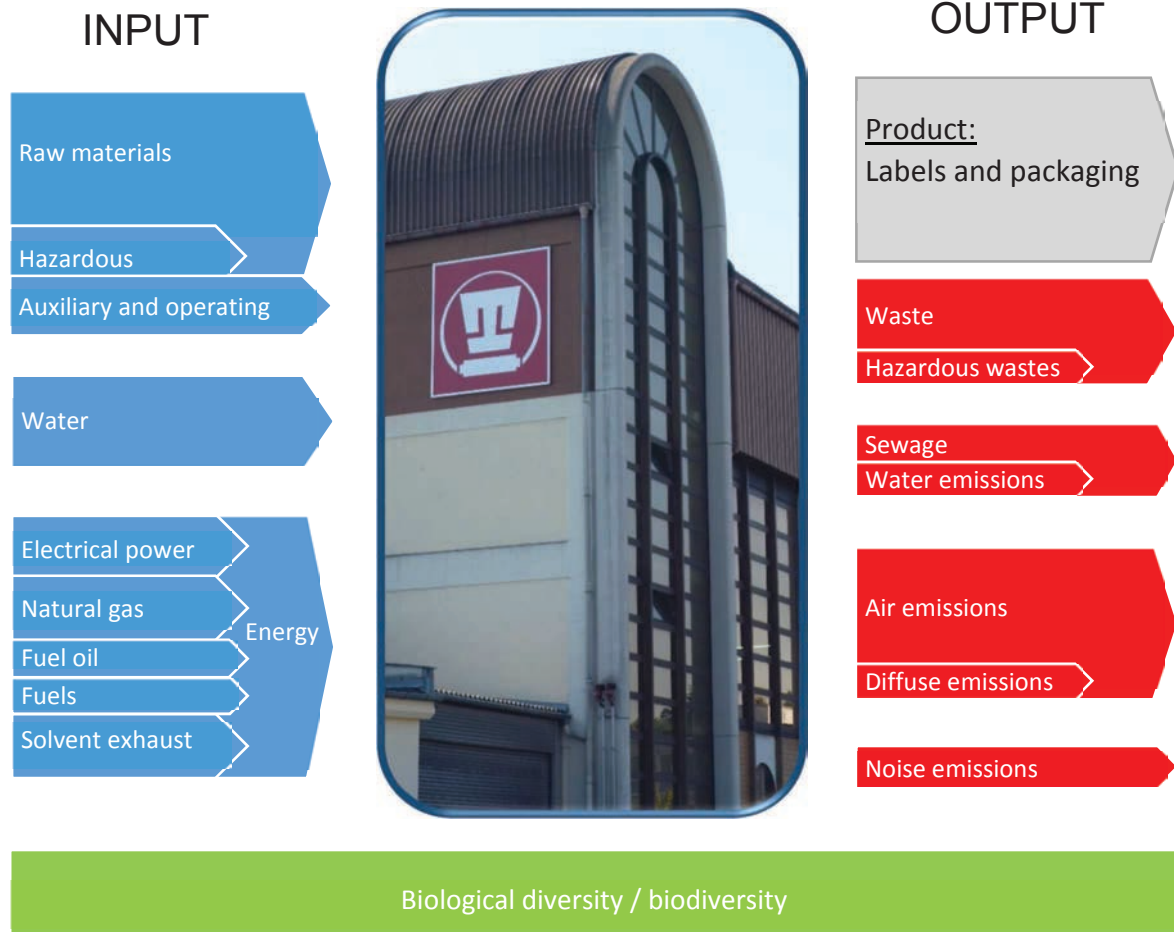 INPUT
Raw materials
Hazardous
Auxiliary and operating
Water
Electrical power
Natural gas
Energy
Fuel oil
Fuels
Solvent exhaust
OUTPUT
Product:
Labels and packaging
Waste
Hazardous wastes
Sewage
Water emissions
Air emissions
Diffuse emissions
Noise emissions
Biological diversity / biodiversity